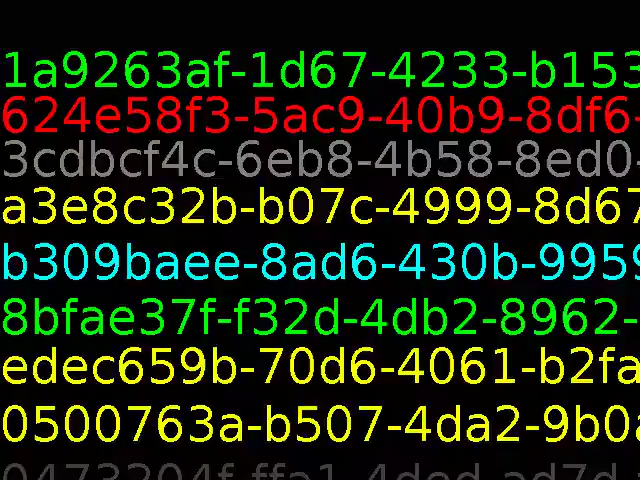 1a9263af-1d67-4233-b153
624e58f3-5ac9-40b9-8df6-
3cdbcf4c-6eb8-4b58-8ed0-
a3e8c32b-b07c-4999-8d67
b309baee-8ad6-430b-9959
8bfae37f-f32d-4db2-8962-
edec659b-70d6-4061-b2fa
0500763a-b507-4da2-9b0a